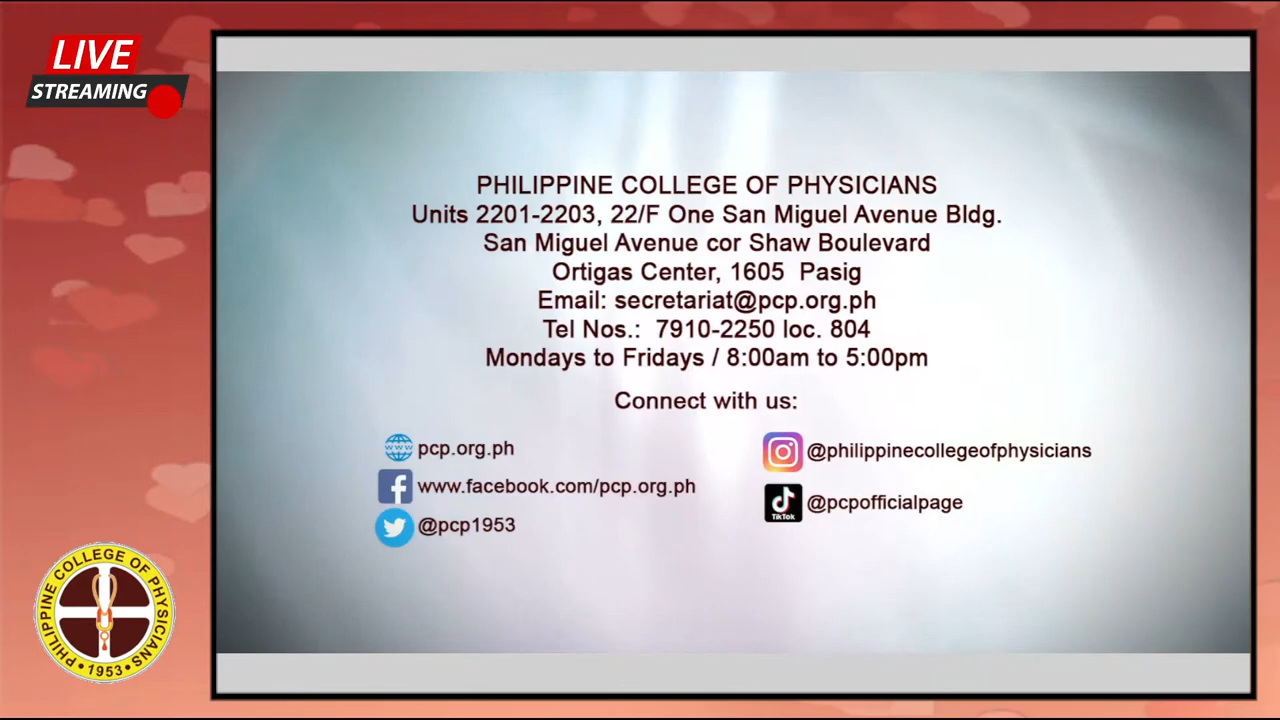 LIVE
STREAMING
PHILIPPINE COLLEGE OF PHYSICIANS
Units 2201-2203, 22/F One San Miguel Avenue Bldg.
San Miguel Avenue cor Shaw Boulevard
Ortigas Center, 1605  Pasig
Email: secretariat@pcp.org.ph
Tel Nos.:  7910-2250 loc. 804
Mondays to Fridays / 8:00am to 5:00pm
Connect with us:
pcp.org.ph
www.facebook.com/pcp.org.ph
@pcp1953
@philippinecollegeofphysicians
TikTok
@pcpofficialpage
PHILIPPINE COLLEGE OF PHYSICIANS
• 1953 •